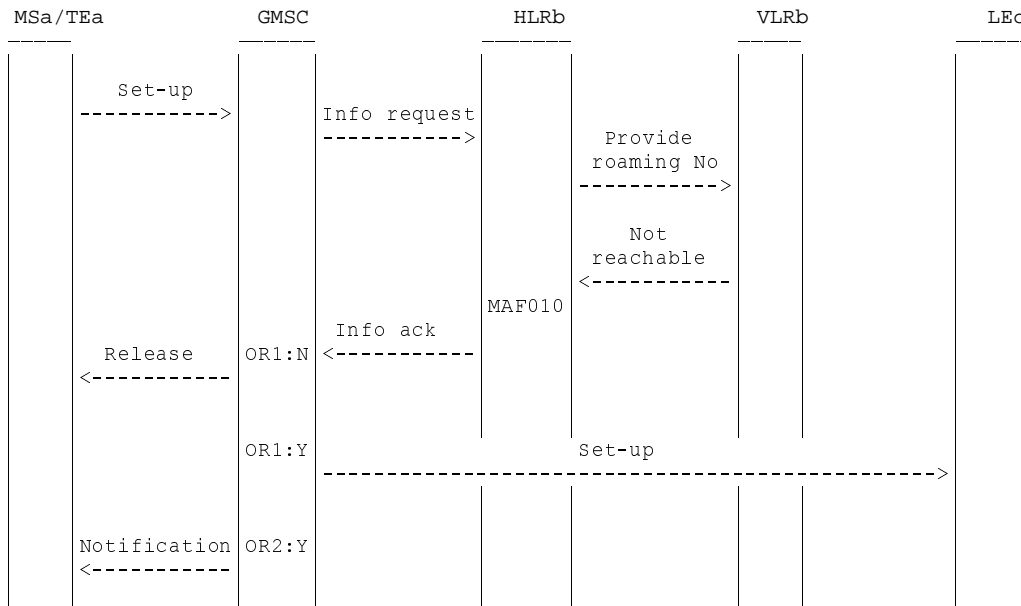 MSa/TEa GMSC HLRb VLRb LEc
Set-up
----------->
Info request
----------->
Provide
roaming No
----------->
Not
reachable
<-----------
MAF010
Info ack
Release OR1:N <-----------
<-----------
OR1:Y Set-up
------------------------------------------------>
Notification OR2:Y
<-----------